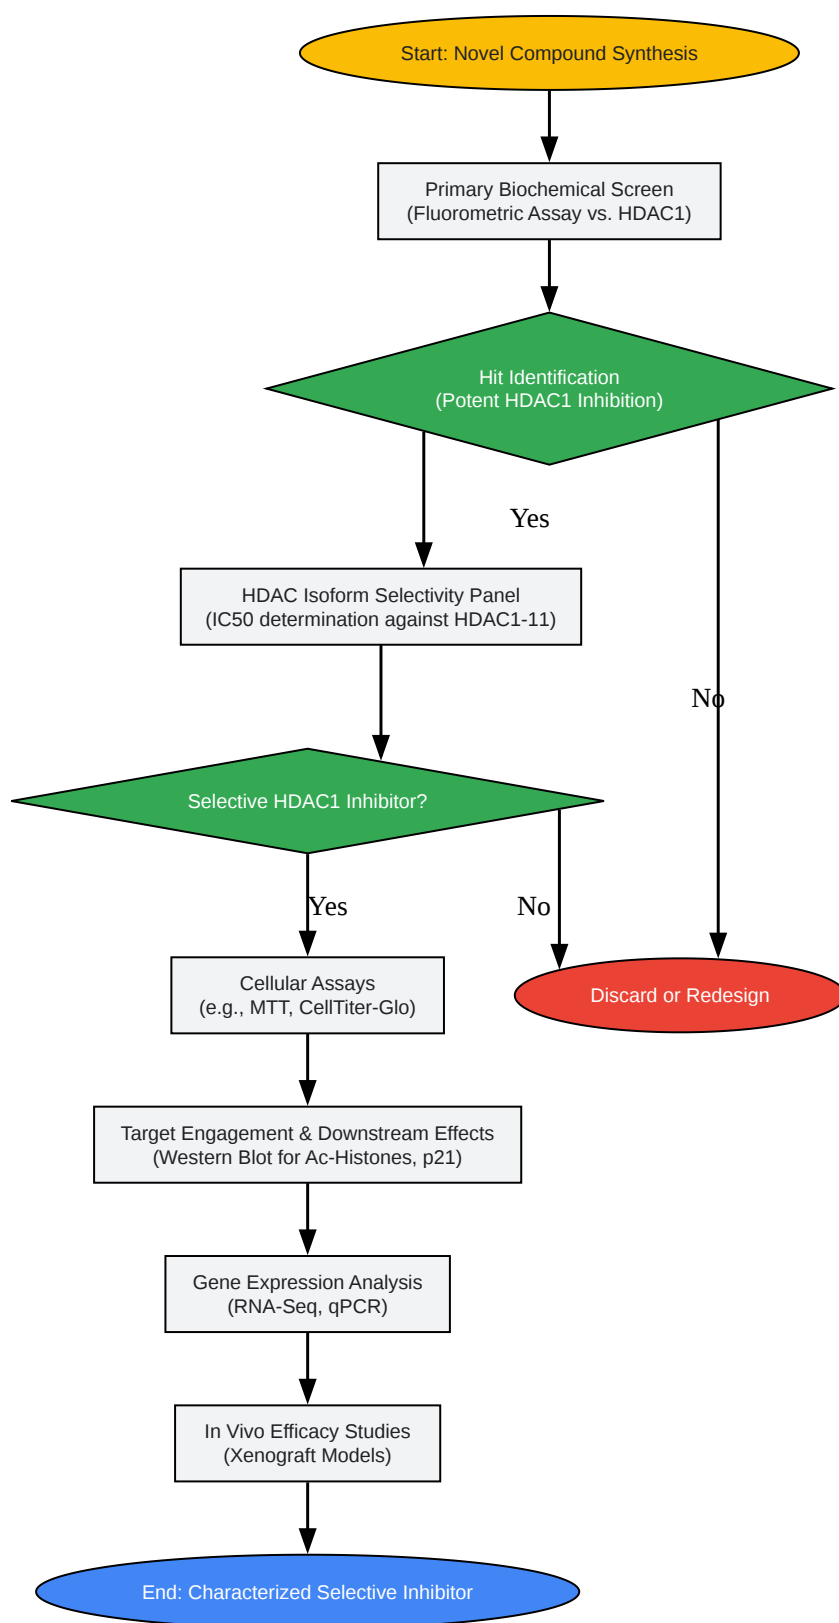 Start: Novel Compound Synthesis
Primary Biochemical Screen
(Fluorometric Assay vs. HDAC1)
Hit Identification
(Potent HDAC1 Inhibition)
Yes
HDAC Isoform Selectivity Panel
(IC50 determination against HDAC1-11)
No
Selective HDAC1 Inhibitor?
Yes
No
Cellular Assays
(e.g., MTT, CellTiter-Glo)
Discard or Redesign
Target Engagement & Downstream Effects
(Western Blot for Ac-Histones, p21)
Gene Expression Analysis
(RNA-Seq, qPCR)
In Vivo Efficacy Studies
(Xenograft Models)
End: Characterized Selective Inhibitor